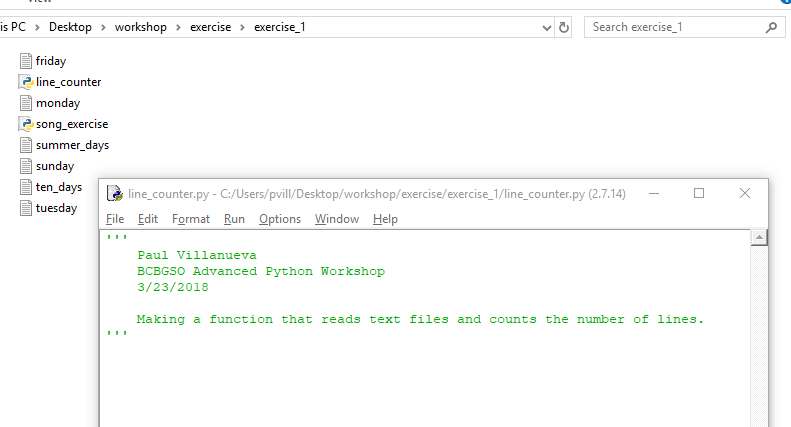 View
is PC > Desktop > workshop > exercise > exercise_1
Search exercise_1
friday
line_counter
monday
song_exercise
summer_days
sunday
ten_days
tuesday
line_counter.py - C:/Users/pvill/Desktop/workshop/exercise/exercise_1/line_counter.py (2.7.14)
File Edit Format Run Options Window Help
'''
Paul Villanueva
BCBGSO Advanced Python Workshop
3/23/2018
Making a function that reads text files and counts the number of lines.
'''